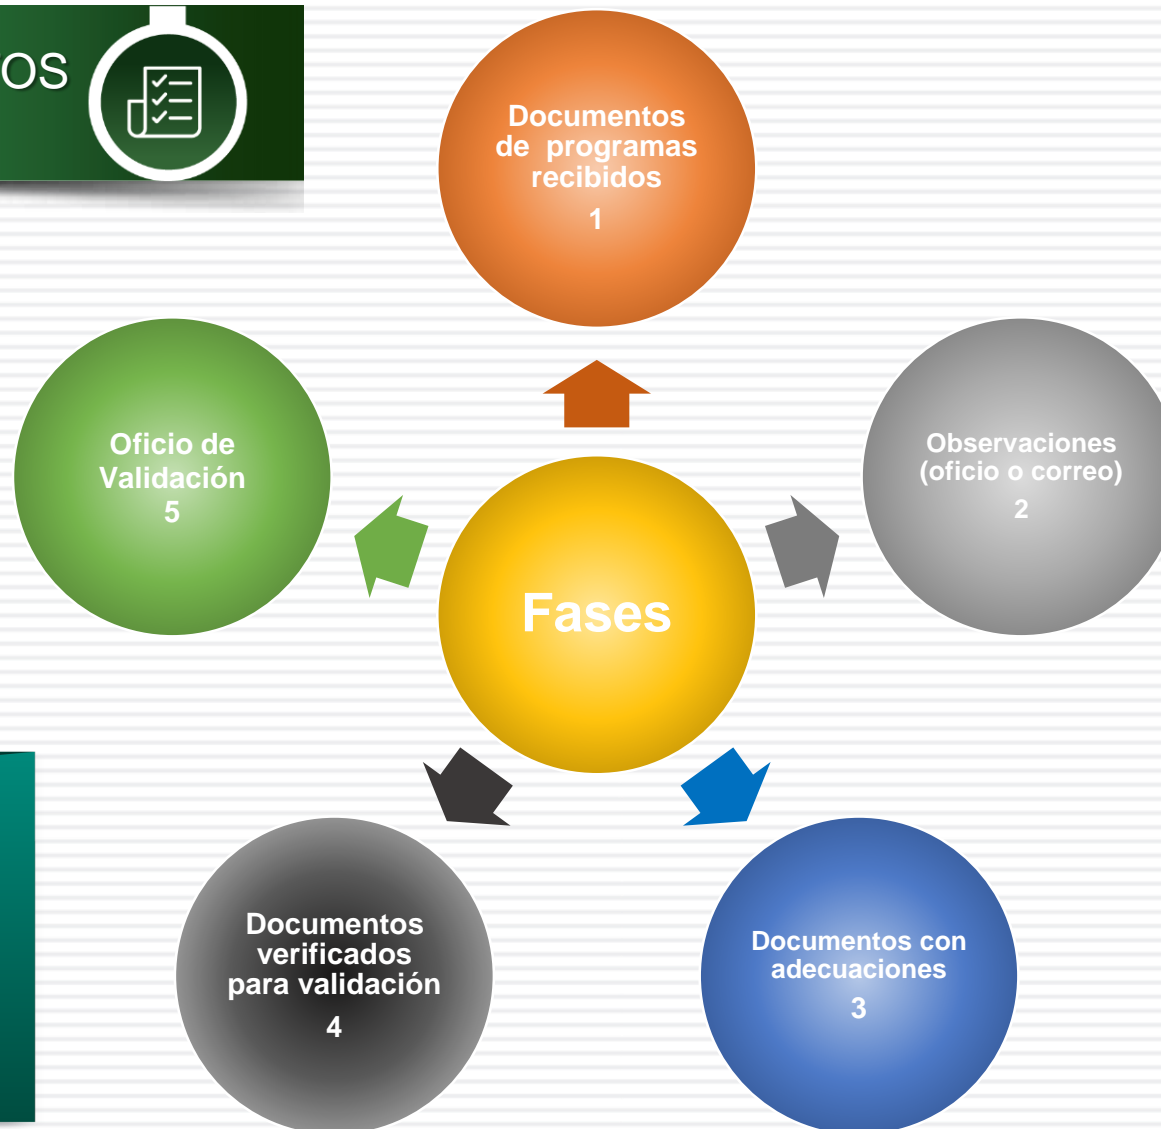 OS
Documentos
de programas
recibidos
1
Observaciones
(oficio o correo)
2
Documentos con
adecuaciones
3
Documentos
verificados
para validación
4
Oficio de
Validación
5
Fases